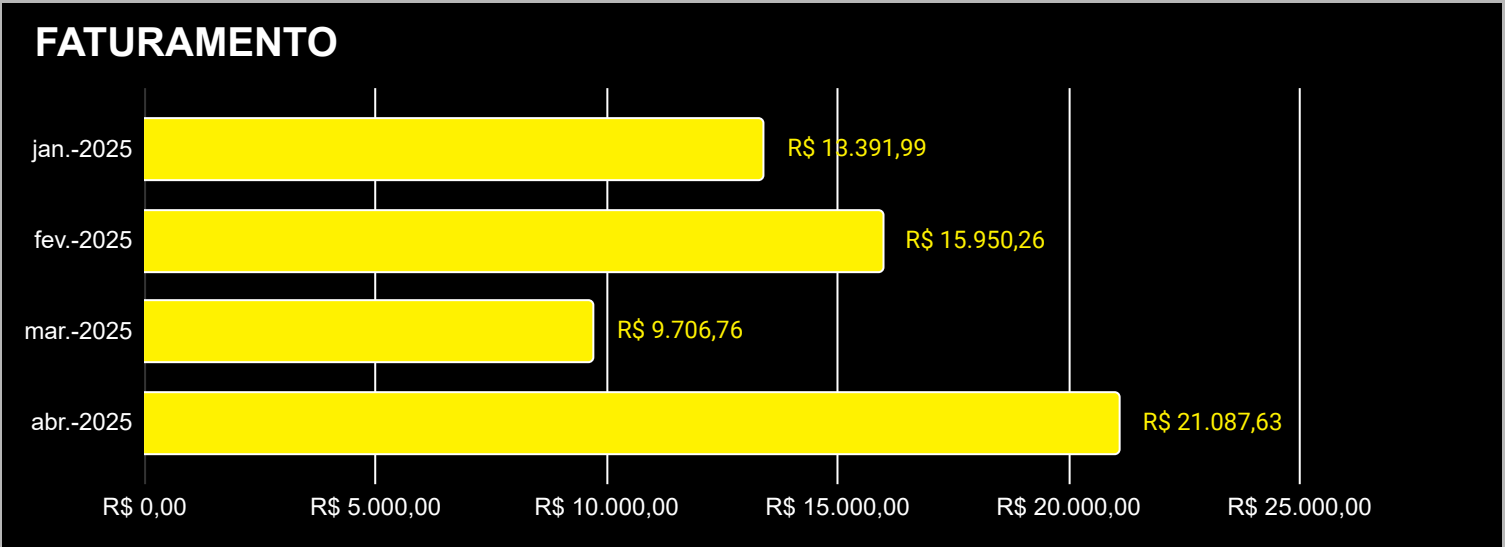 FATURAMENTO
jan.-2025 R$ 13.391,99
fev.-2025 R$ 15.950,26
mar.-2025 R$ 9.706,76
abr.-2025 R$ 21.087,63
R$ 0,00 R$ 5.000,00 R$ 10.000,00 R$ 15.000,00 R$ 20.000,00 R$ 25.000,00